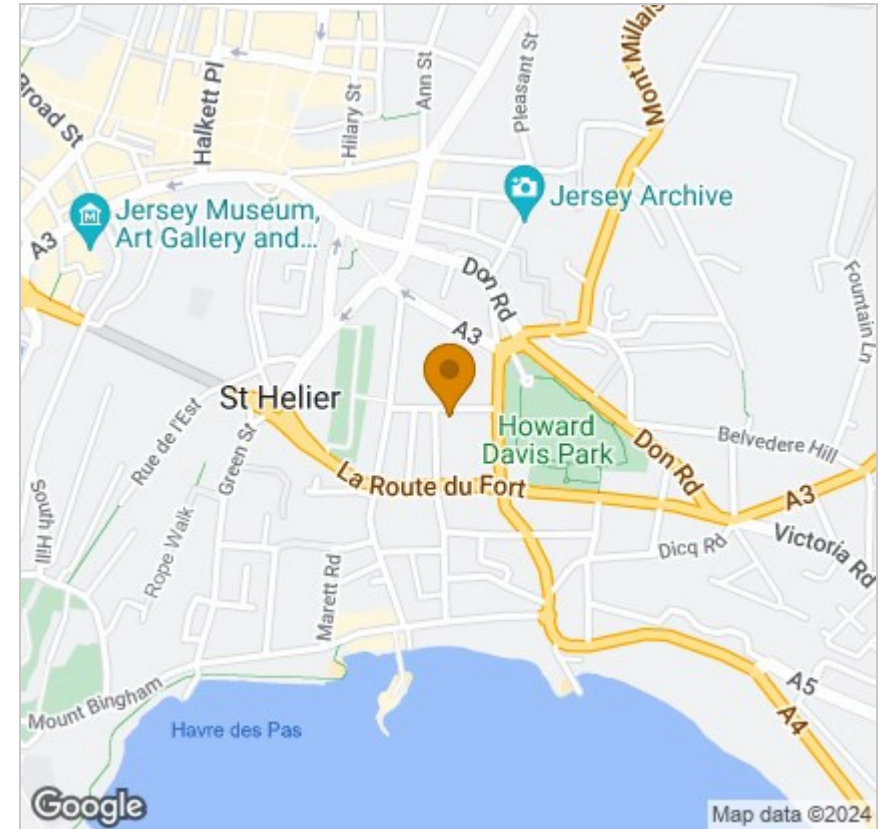 Mont Millais
Pleasant St
Ann St
Hilary St
Halkett Pl
Broad St
Jersey Archive
Jersey Museum,
Art Gallery and...
A3
Don Rd
A3
Fountain Ln
St Helier
Rue de l'Est
Green St
Howard
Davis Park
Don Rd
Belvedere Hill
La Route du Fort
A3
Victoria Rd
Dicq Rd
South Hill
Rope Walk
Marett Rd
Mount Bingham
Havre des Pas
A5
A4
Google
Map data ©2024